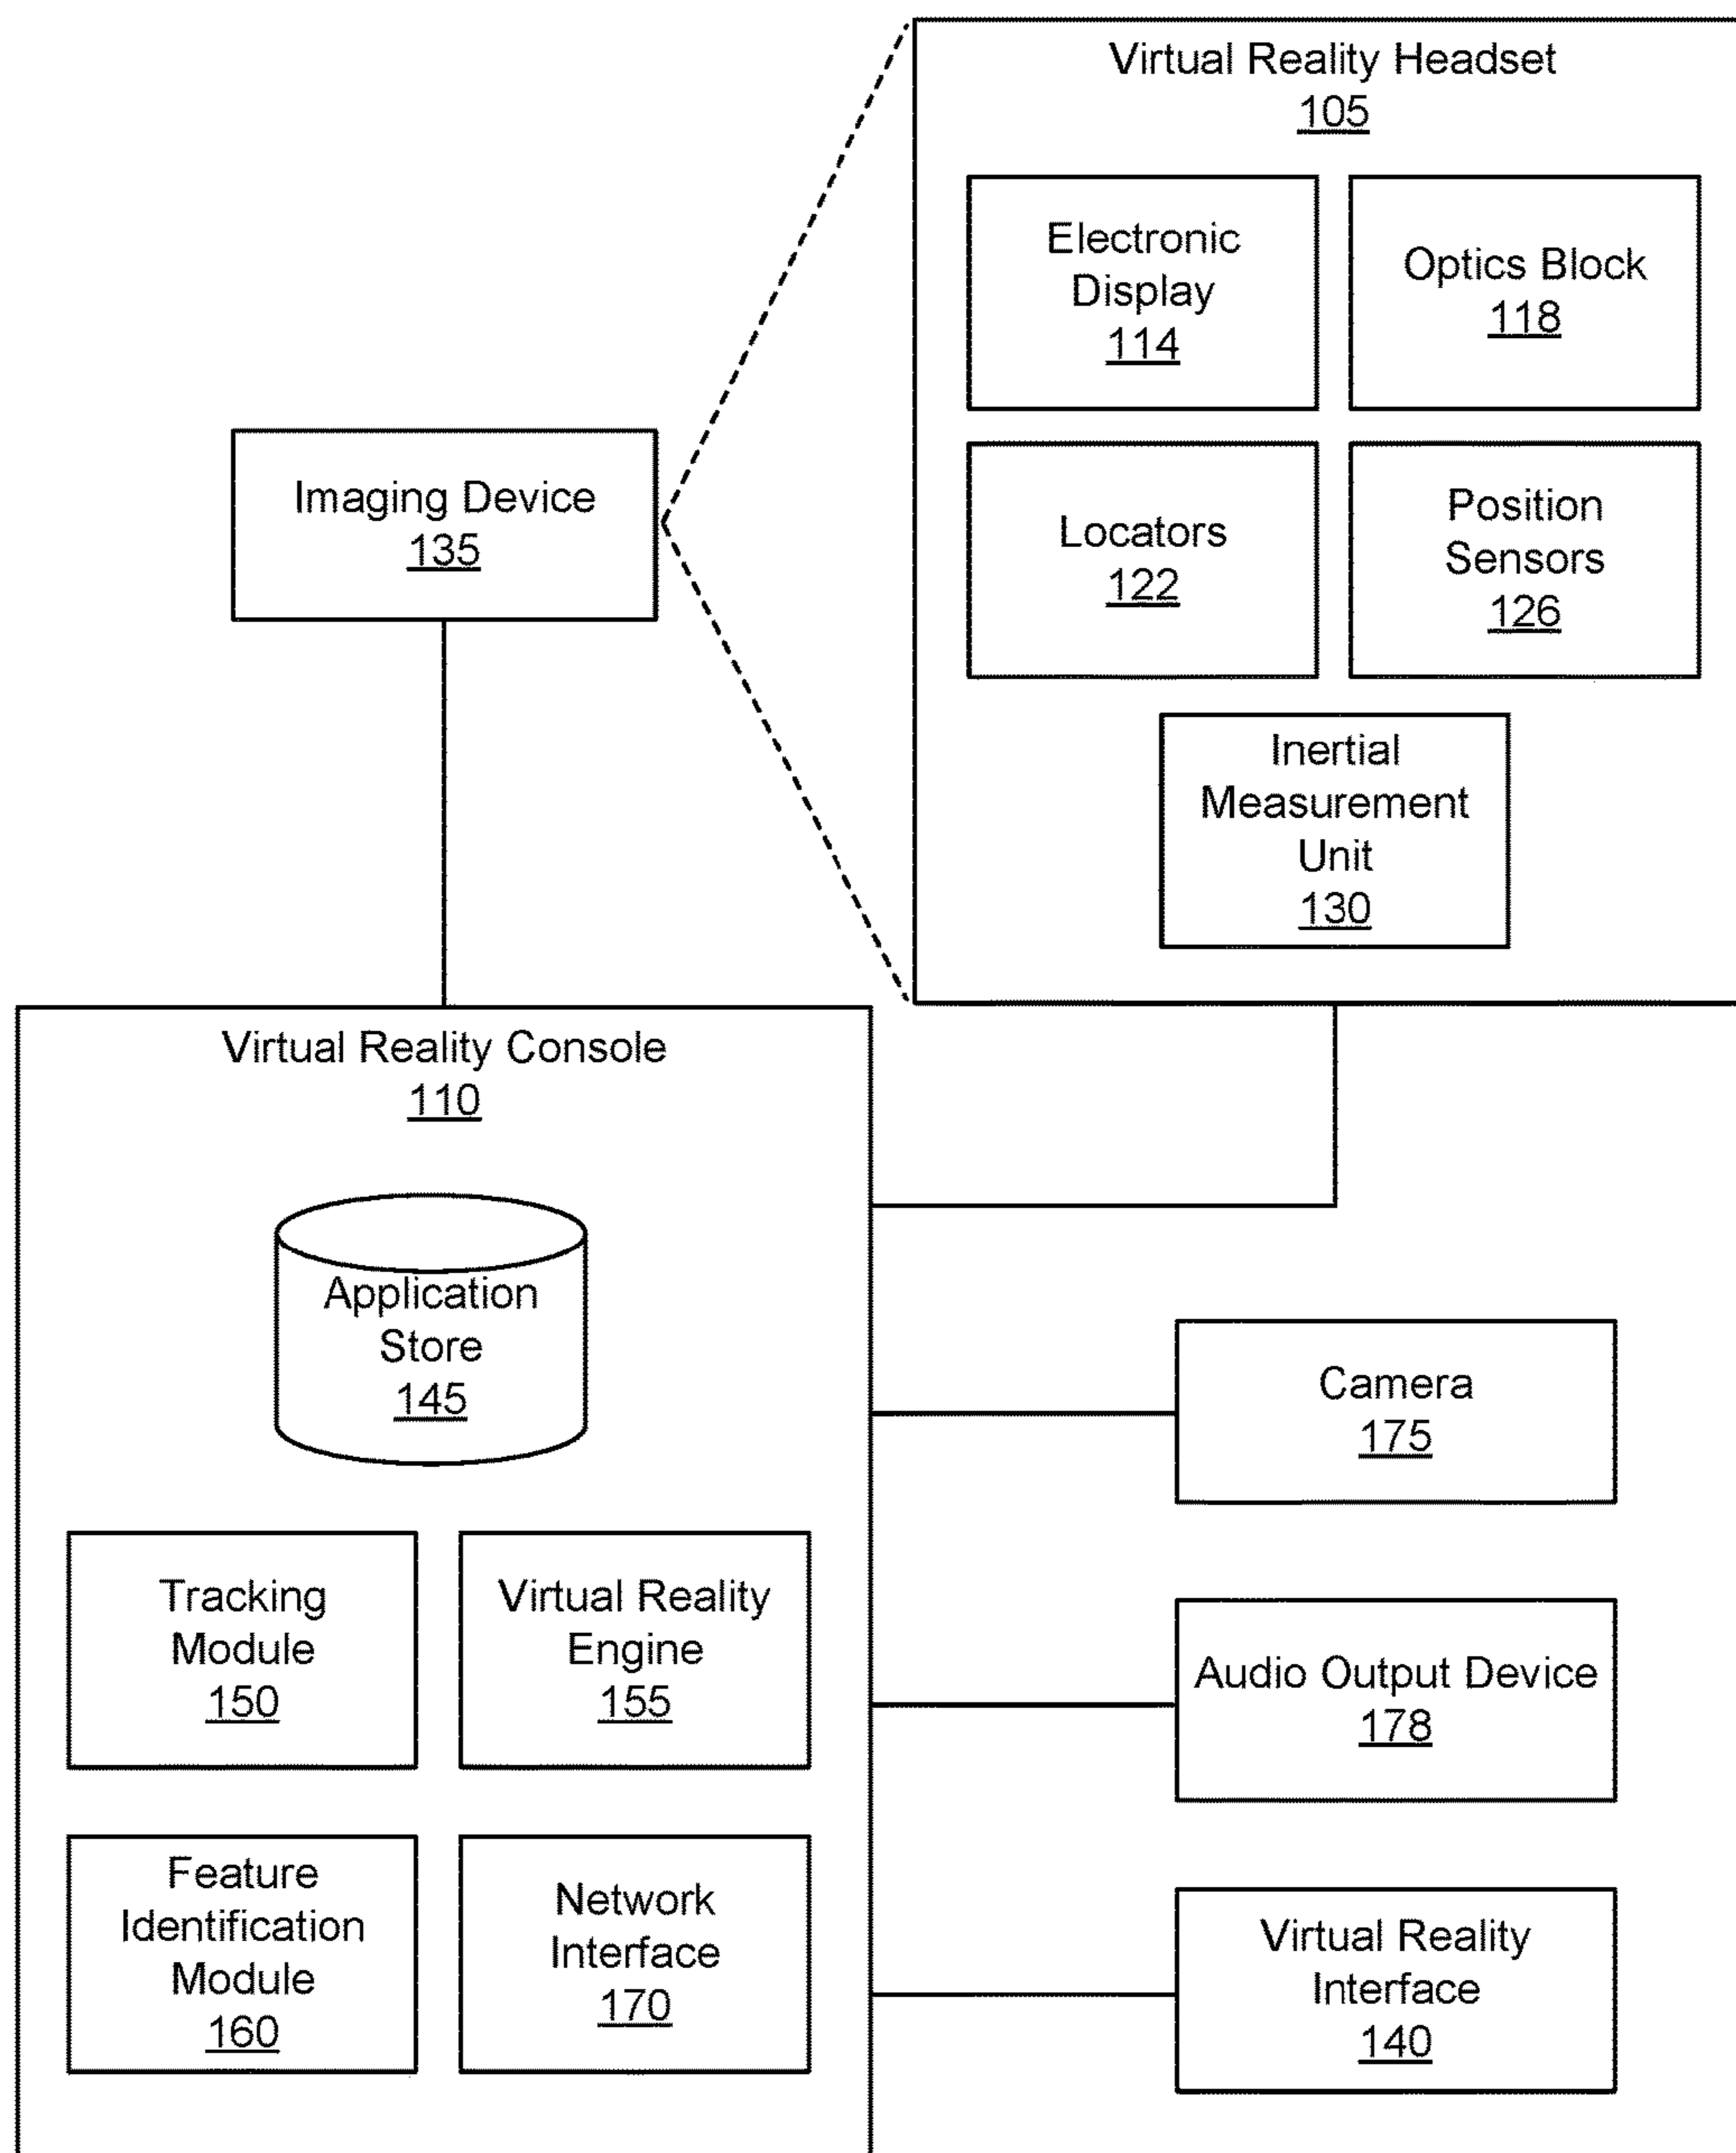 Virtual Reality Headset
105
Electronic
Display
114
Optics Block
118
Imaging Device
135
Locators
122
Position
Sensors
126
Inertial
Measurement
Unit
130
Virtual Reality Console
110
Application
Store
145
Camera
175
Tracking
Module
150
Virtual Reality
Engine
155
Audio Output Device
178
Feature
Identification
Module
160
Network
Interface
170
Virtual Reality
Interface
140